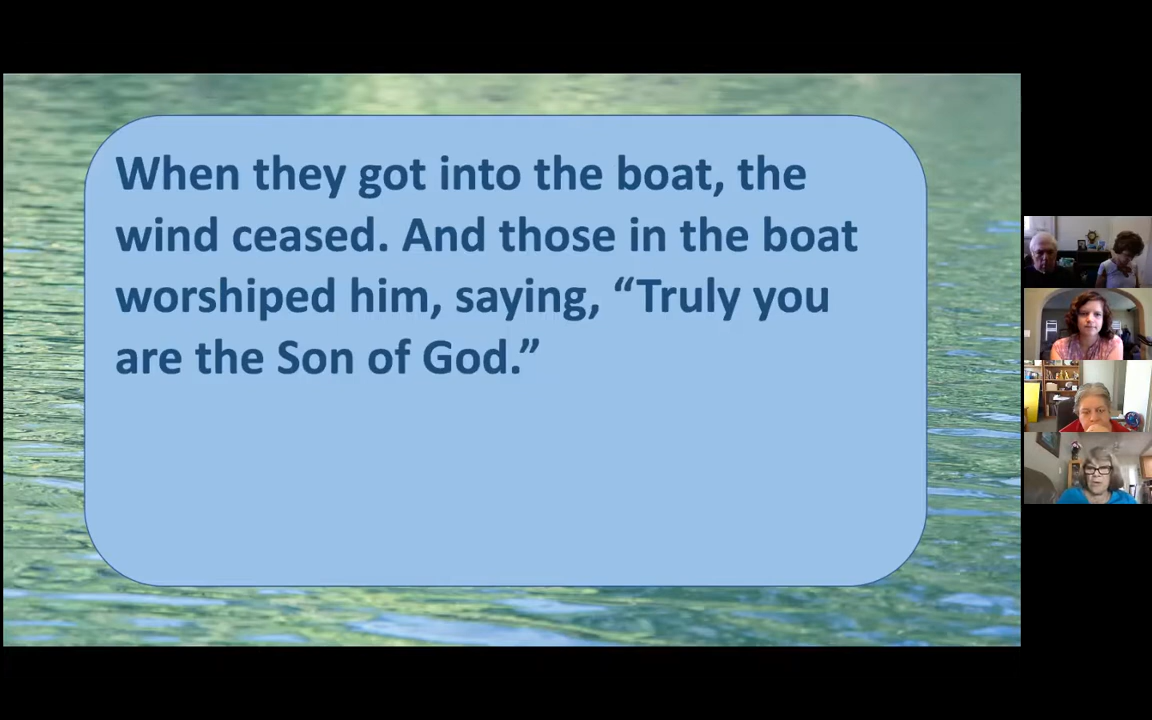 When they got into the boat, the
wind ceased. And those in the boat
worshiped him, saying, “Truly you
are the Son of God.”